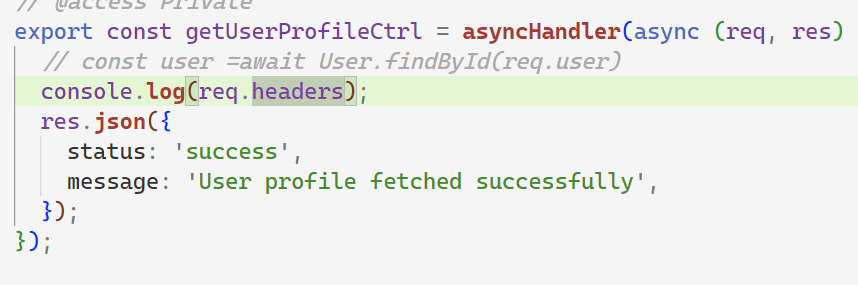 // @access Private
export const getUserProfileCtrl = asyncHandler(async (req, res)
// const user =await User.findById(req.user)
console.log(req.headers);
res.json({
status: 'success',
message: 'User profile fetched successfully',
});
});